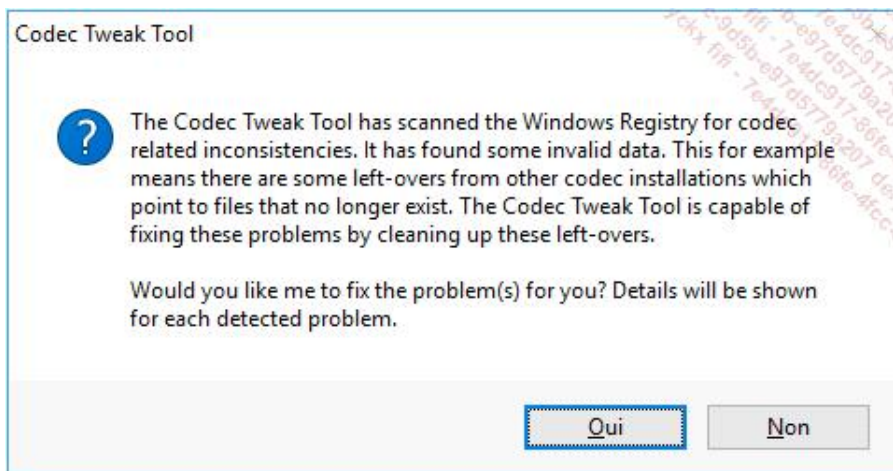 Codec Tweak Tool
The Codec Tweak Tool has scanned the Windows Registry for codec
related inconsistencies. It has found some invalid data. This for example
means there are some left-overs from other codec installations which
point to files that no longer exist. The Codec Tweak Tool is capable of
fixing these problems by cleaning up these left-overs.
Would you like me to fix the problem(s) for you? Details will be shown
for each detected problem.
Oui
Non